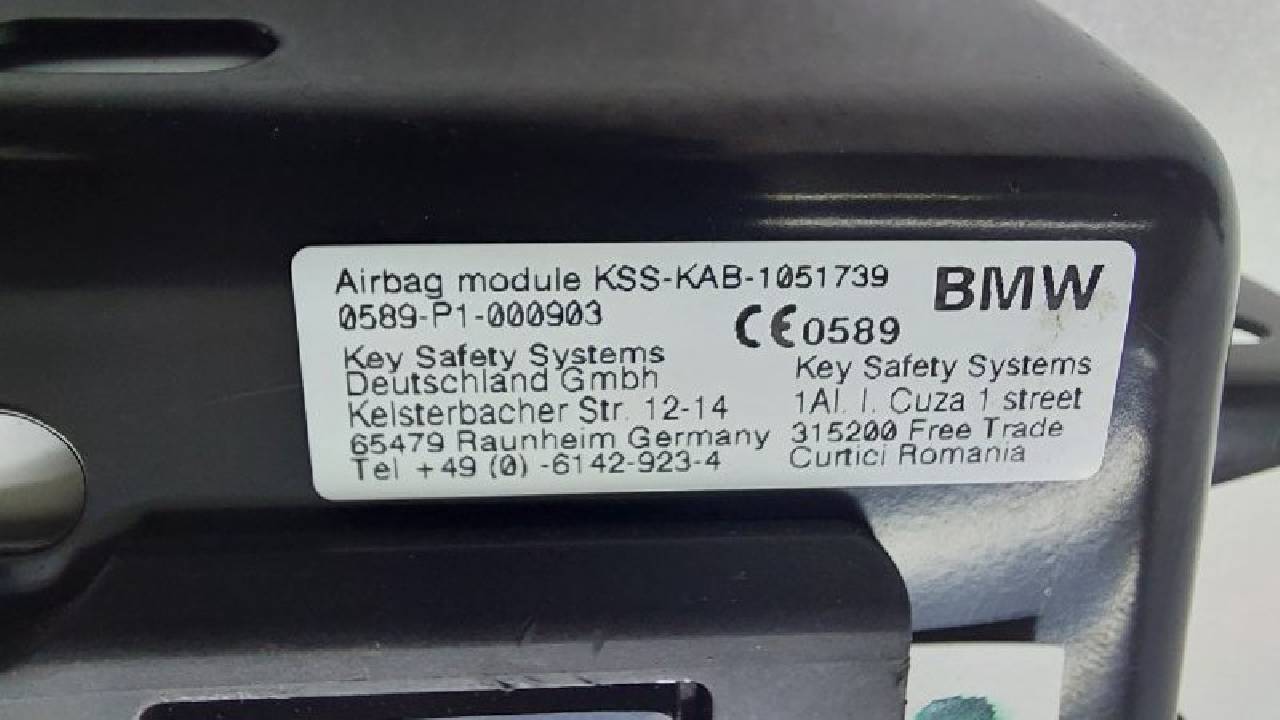 Airbag module KSS-KAB-1051739
BMW
0589-P1-000903
CE0589
Key Safety Systems
Deutschland Gmbh
Kelsterbacher Str. 12-14
65479 Raunheim Germany
Tel +49 (0) -6142-923-4
Key Safety Systems
1Al. I. Cuza 1 street
315200 Free Trade
Curtici Romania